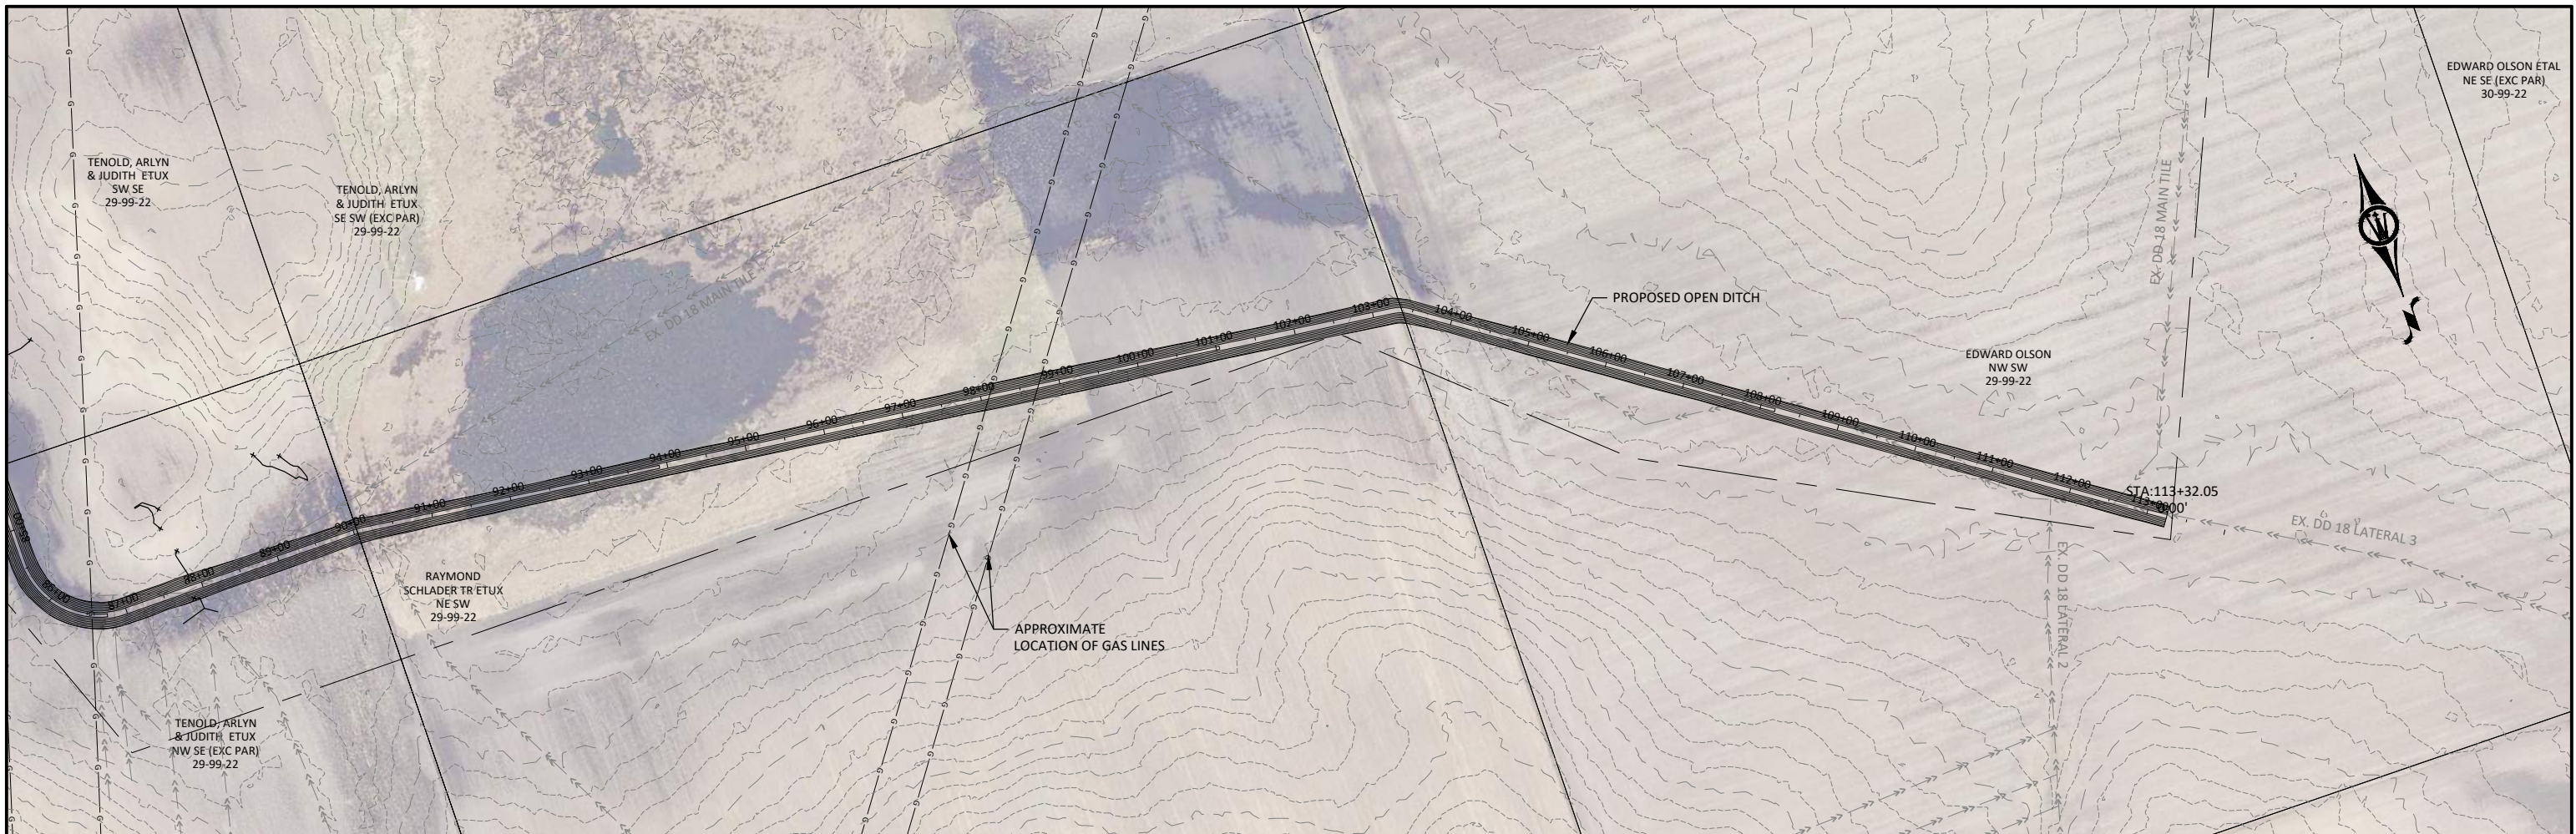 TENOLD, ARLYN
& JUDITH ETUX
SW SE
29-99-22
TENOLD, ARLYN
& JUDITH ETUX
SE SW (EXC PAR)
29-99-22
EX. DD 18 MAIN TILE
EX. DD 18 MAIN TILE
EDWARD OLSON ETAL
NE SE (EXC PAR)
30-99-22
PROPOSED OPEN DITCH
EDWARD OLSON
NW SW
29-99-22
85+00
86+00
87+00
88+00
89+00
90+00
91+00
92+00
93+00
94+00
95+00
96+00
97+00
98+00
99+00
100+00
101+00
102+00
103+00
104+00
105+00
106+00
107+00
108+00
109+00
110+00
111+00
112+00
STA:113+32.05
EX. DD 18 LATERAL 3
EX. DD 18 LATERAL 2
RAYMOND
SCHLADER TR ETUX
NE SW
29-99-22
APPROXIMATE
LOCATION OF GAS LINES
TENOLD, ARLYN
& JUDITH ETUX
NW SE (EXC PAR)
29-99-22